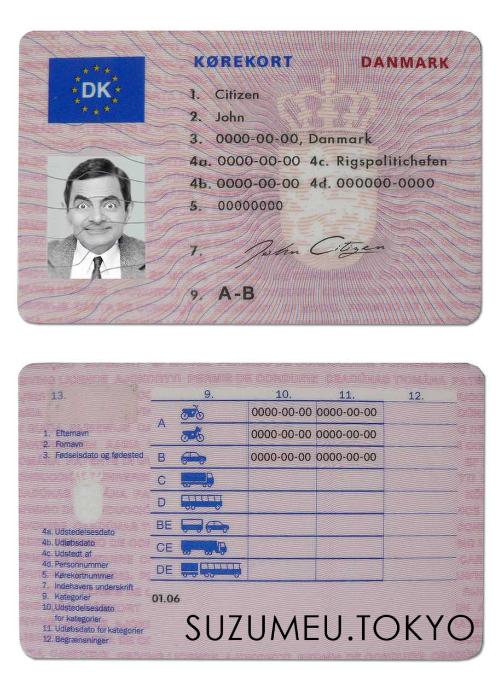 DK
KØREKORT DANMARK
1. Citizen
2. John
3. 0000-00-00, Danmark
4a. 0000-00-00 4c. Rigspolitichefen
4b. 0000-00-00 4d. 000000-0000
5. 00000000
7. John Citizen
9. A-B
13.
9. 10. 11. 12.
A 0000-00-00 0000-00-00
0000-00-00 0000-00-00
B 0000-00-00 0000-00-00
C
D
BE
CE
DE
1. Efternavn
2. Fornavn
3. Fødselsdato og fødested
4a. Udstedelsesdato
4b. Udløbsdato
4c. Udstedt af
4d. Personnummer
5. Kørekortnummer
7. Indehavers underskrift
9. Kategorier
10. Udstedelsesdato
for kategorier
11. Udløbsdato for kategorier
12. Begrænsninger
01.06
SUZUMEU.TOKYO